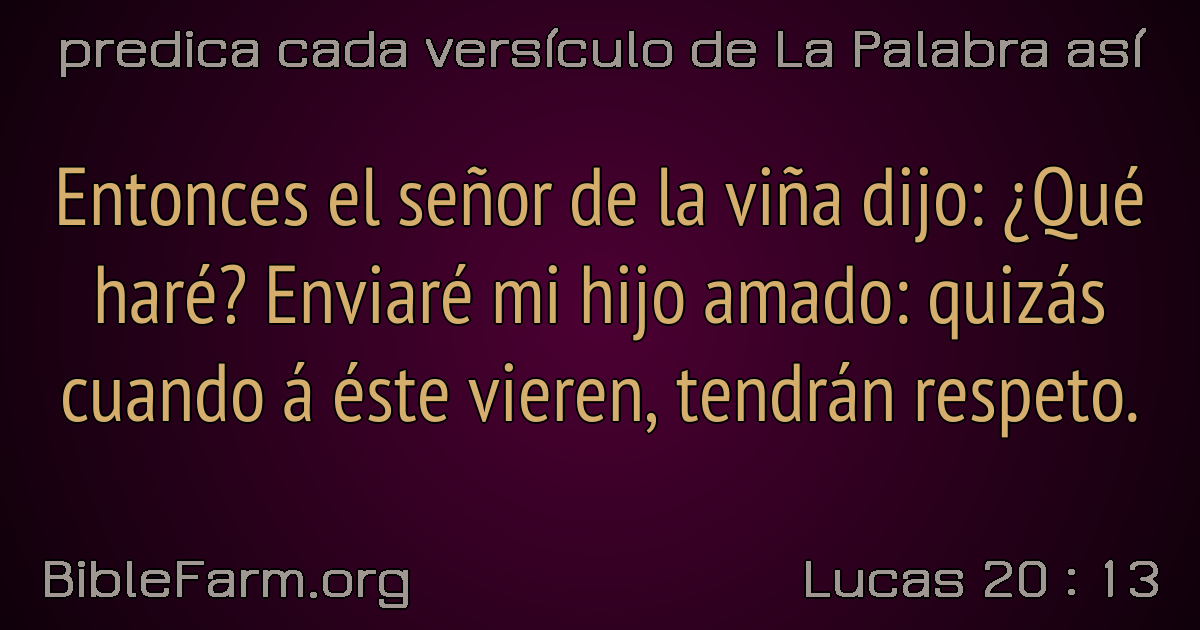 predica cada versículo de La Palabra así
Entonces el señor de la viña dijo: ¿Qué
haré? Enviaré mi hijo amado: quizás
cuando á éste vieren, tendrán respeto.
BibleFarm.org
Lucas 20 : 13